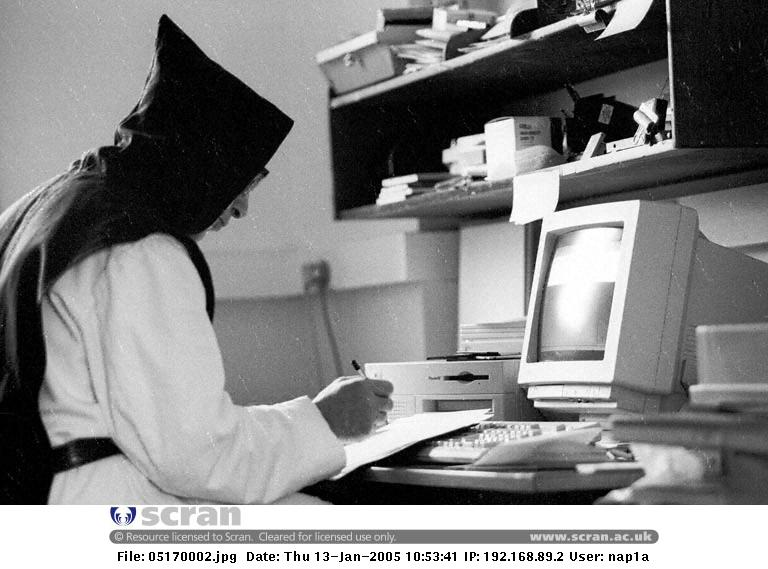 scran
© Resource licensed to Scran. Cleared for licensed use only.
www.scran.ac.uk
File: 05170002.jpg Date: Thu 13-Jan-2005 10:53:41 IP: 192.168.89.2 User: nap1a